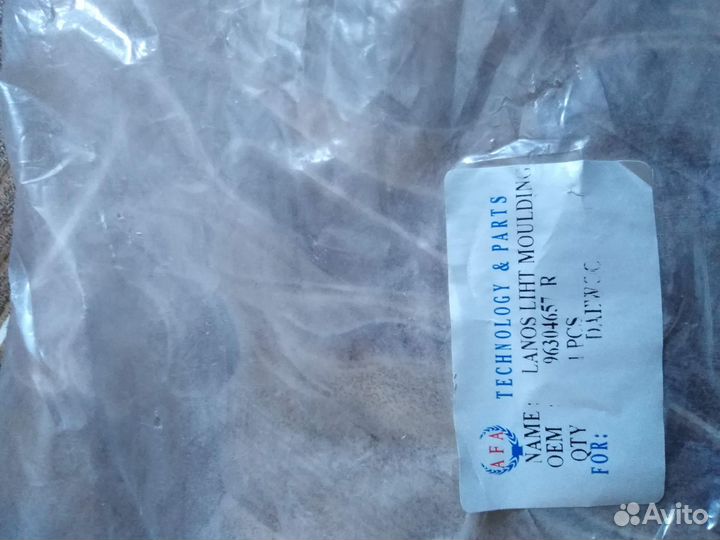 AFA TECHNOLOGY & PARTS
NAME : LANOS LIHT MOULDING
OEM : 96304657 R
QTY 1 PCS
FOR: DAEWOO
Avito